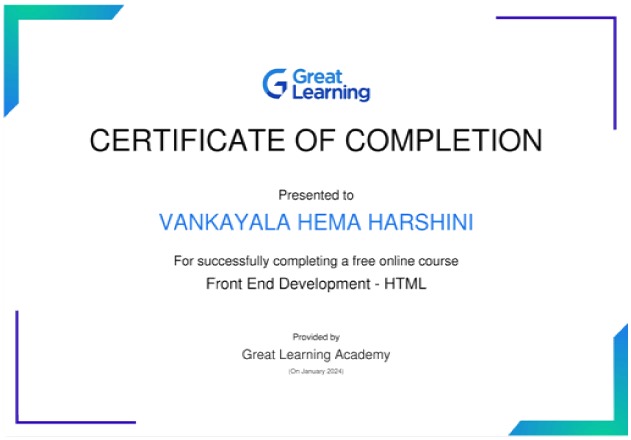 Great
Learning
CERTIFICATE OF COMPLETION
Presented to
VANKAYALA HEMA HARSHINI
For successfully completing a free online course
Front End Development - HTML
Provided by
Great Learning Academy
(On January 2024)